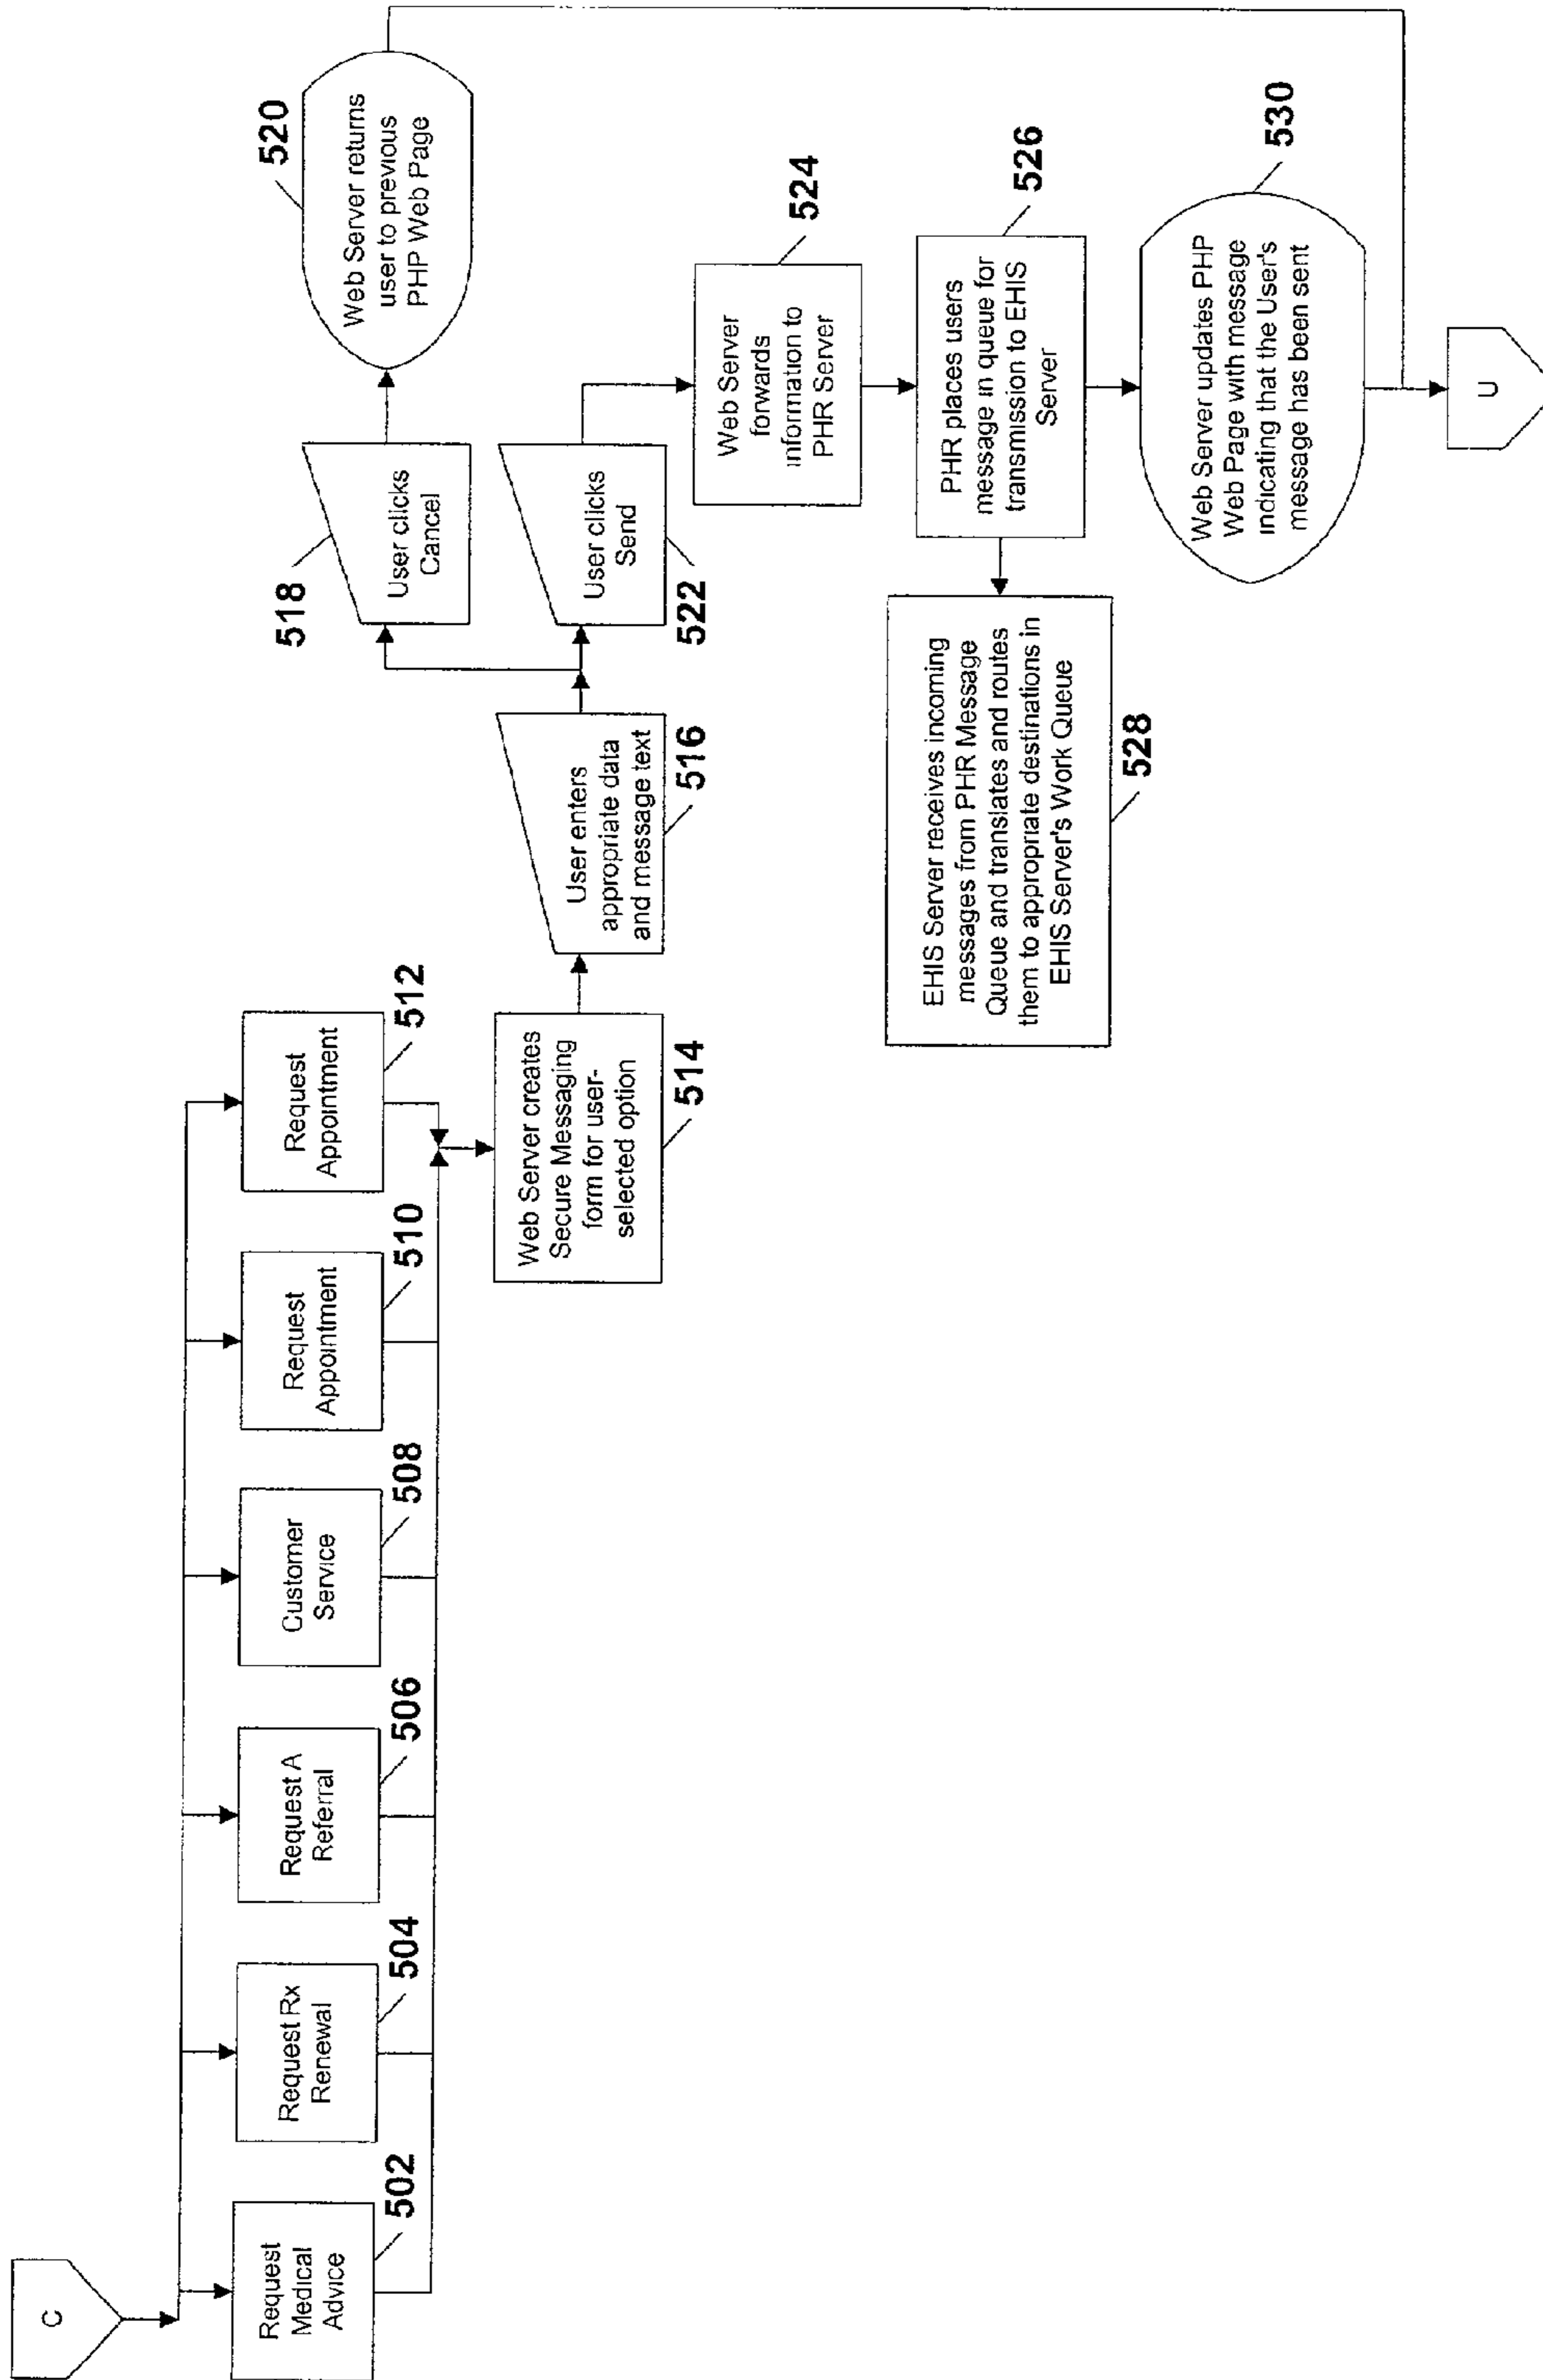 C
Request
Medical
Advice
502
Request Rx
Renewal
504
Request A
Referral
506
Customer
Service
508
Request
Appointment
510
Request
Appointment
512
Web Server creates
Secure Messaging
form for user-
selected option
514
User enters
appropriate data
and message text
516
518
User clicks
Cancel
520
Web Server returns
user to previous
PHP Web Page
User clicks
Send
522
Web Server
forwards
information to
PHR Server
524
PHR places users
message in queue for
transmission to EHIS
Server
526
EHIS Server receives incoming
messages from PHR Message
Queue and translates and routes
them to appropriate destinations in
EHIS Server's Work Queue
528
Web Server updates PHP
Web Page with message
indicating that the User's
message has been sent
530
U